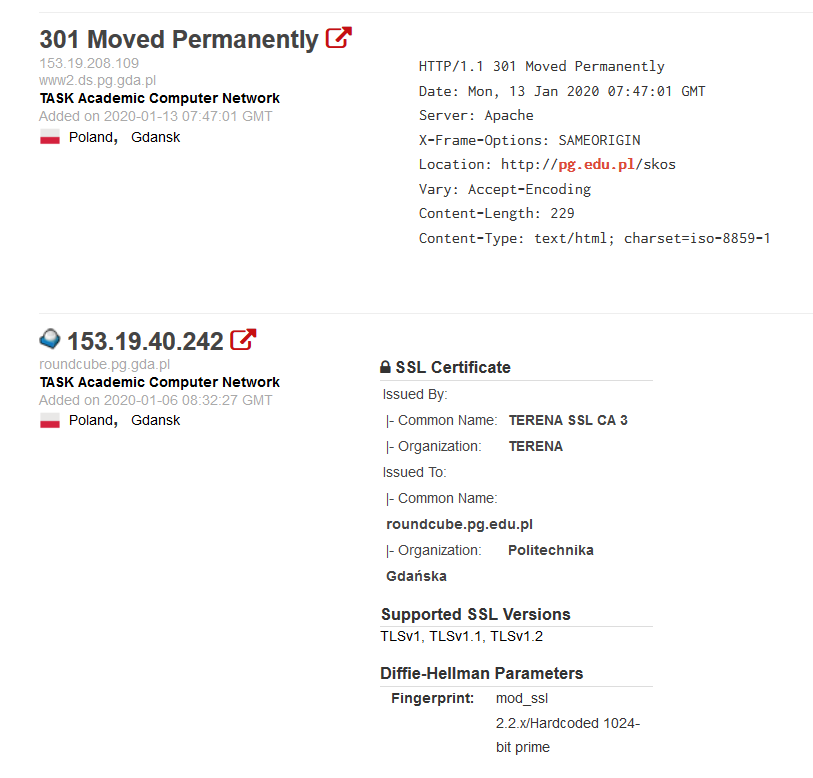 301 Moved Permanently
153.19.208.109
www2.ds.pg.gda.pl
TASK Academic Computer Network
Added on 2020-01-13 07:47:01 GMT
Poland, Gdansk
HTTP/1.1 301 Moved Permanently
Date: Mon, 13 Jan 2020 07:47:01 GMT
Server: Apache
X-Frame-Options: SAMEORIGIN
Location: http://pg.edu.pl/skos
Vary: Accept-Encoding
Content-Length: 229
Content-Type: text/html; charset=iso-8859-1
153.19.40.242
roundcube.pg.gda.pl
TASK Academic Computer Network
Added on 2020-01-06 08:32:27 GMT
Poland, Gdansk
SSL Certificate
Issued By:
|- Common Name: TERENA SSL CA 3
|- Organization: TERENA
Issued To:
|- Common Name:
roundcube.pg.edu.pl
|- Organization: Politechnika
Gdańska
Supported SSL Versions
TLSv1, TLSv1.1, TLSv1.2
Diffie-Hellman Parameters
Fingerprint: mod_ssl
2.2.x/Hardcoded 1024-
bit prime